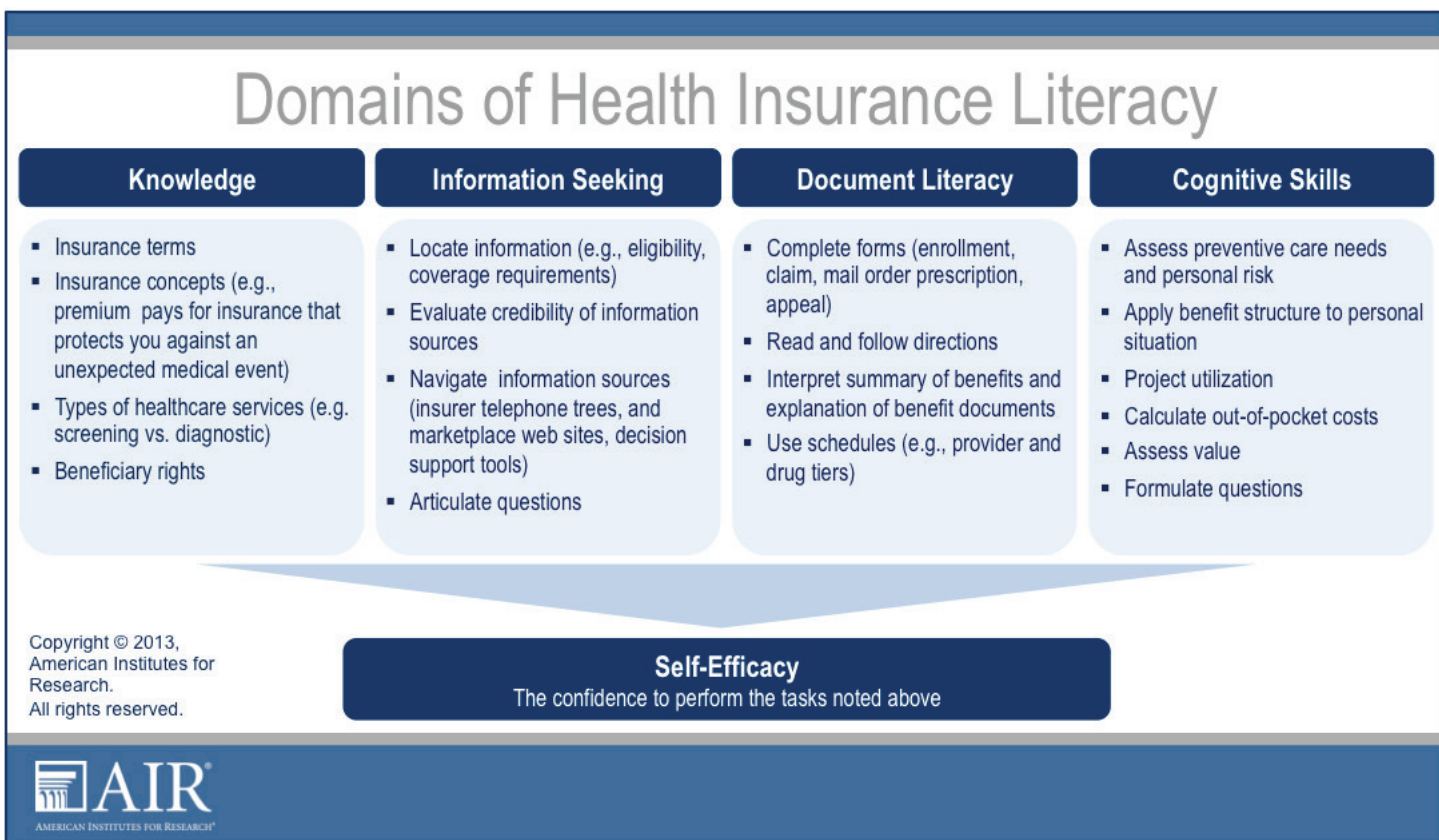 Domains of Health Insurance Literacy
Knowledge
▪ Insurance terms
▪ Insurance concepts (e.g.,
premium pays for insurance that
protects you against an
unexpected medical event)
▪ Types of healthcare services (e.g.
screening vs. diagnostic)
▪ Beneficiary rights
Information Seeking
▪ Locate information (e.g., eligibility,
coverage requirements)
▪ Evaluate credibility of information
sources
▪ Navigate information sources
(insurer telephone trees, and
marketplace web sites, decision
support tools)
▪ Articulate questions
Document Literacy
▪ Complete forms (enrollment,
claim, mail order prescription,
appeal)
▪ Read and follow directions
▪ Interpret summary of benefits and
explanation of benefit documents
▪ Use schedules (e.g., provider and
drug tiers)
Cognitive Skills
▪ Assess preventive care needs
and personal risk
▪ Apply benefit structure to personal
situation
▪ Project utilization
▪ Calculate out-of-pocket costs
▪ Assess value
▪ Formulate questions
Self-Efficacy
The confidence to perform the tasks noted above
Copyright © 2013,
American Institutes for
Research.
All rights reserved.
AIR®
AMERICAN INSTITUTES FOR RESEARCH®